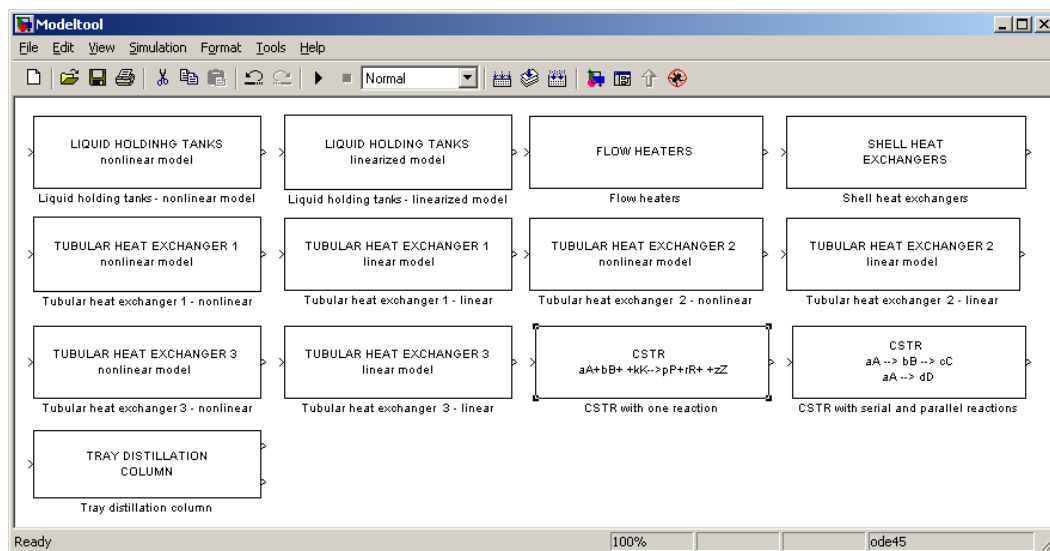 Modeltool
File Edit View Simulation Format Tools Help
Normal
LIQUID HOLDINHG TANKS
nonlinear model
Liquid holding tanks - nonlinear model
LIQUID HOLDING TANKS
linearized model
Liquid holding tanks - linearized model
FLOW HEATERS
Flow heaters
SHELL HEAT
EXCHANGERS
Shell heat exchangers
TUBULAR HEAT EXCHANGER 1
nonlinear model
Tubular heat exchanger 1 - nonlinear
TUBULAR HEAT EXCHANGER 1
linear model
Tubular heat exchanger 1 - linear
TUBULAR HEAT EXCHANGER 2
nonlinear model
Tubular heat exchanger 2 - nonlinear
TUBULAR HEAT EXCHANGER 2
linear model
Tubular heat exchanger 2 - linear
TUBULAR HEAT EXCHANGER 3
nonlinear model
Tubular heat exchanger 3 - nonlinear
TUBULAR HEAT EXCHANGER 3
linear model
Tubular heat exchanger 3 - linear
CSTR
aA+bB+ +kK-->pP+rR+ +zZ
CSTR with one reaction
CSTR
aA --> bB --> cC
aA --> dD
CSTR with serial and parallel reactions
TRAY DISTILLATION
COLUMN
Tray distillation column
Ready 100% ode45